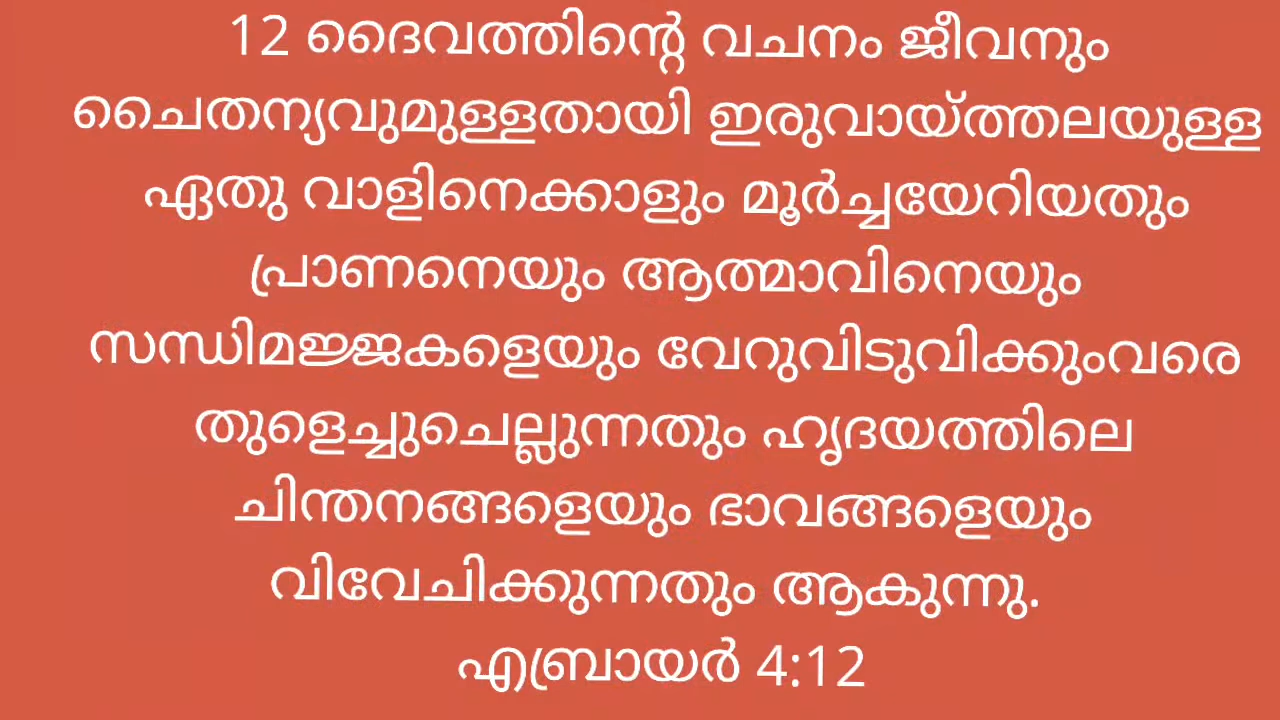 12 ദൈവത്തിന്റെ വചനം ജീവനും
ചൈതന്യവുമുള്ളതായി ഇരുവായ്ത്തലയുള്ള
ഏതു വാളിനെക്കാളും മൂർച്ചയേറിയതും
പ്രാണനെയും ആത്മാവിനെയും
സന്ധിമജ്ജകളെയും വേറുവിടുവിക്കുംവരെ
തുളെച്ചുചെല്ലുന്നതും ഹൃദയത്തിലെ
ചിന്തനങ്ങളെയും ഭാവങ്ങളെയും
വിവേചിക്കുന്നതും ആകുന്നു.
എബ്രായർ 4:12